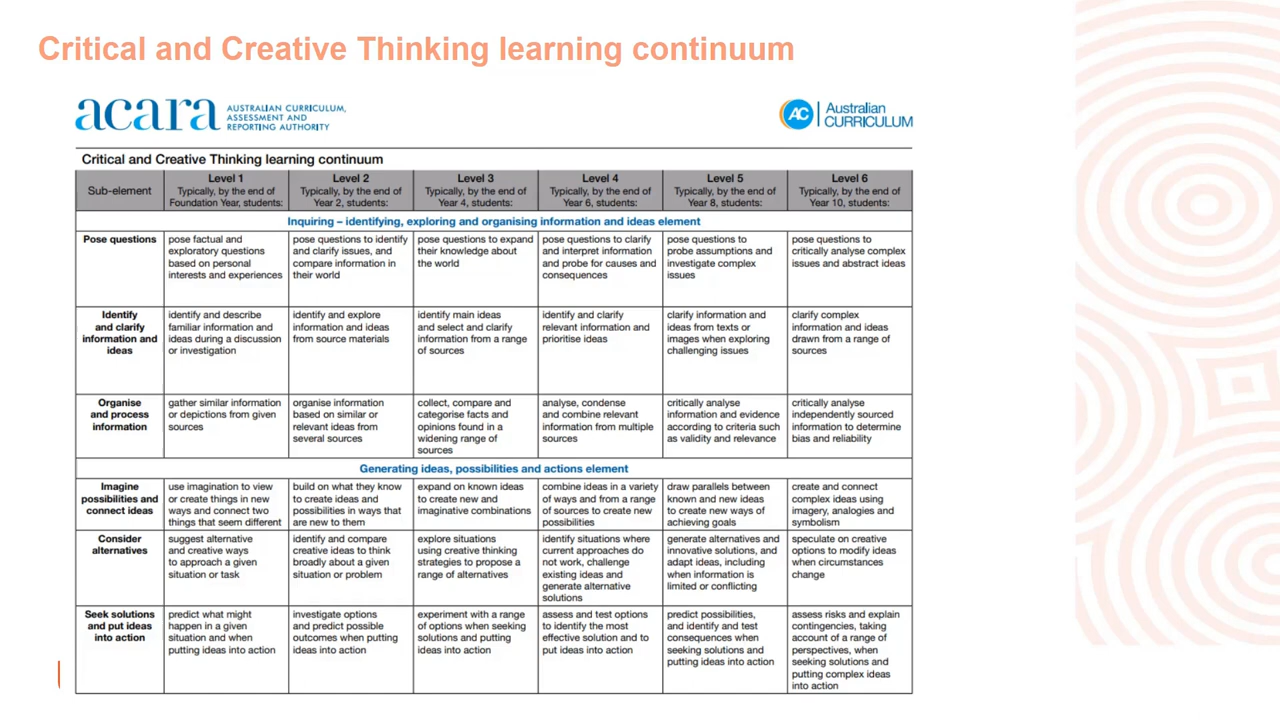 Critical and Creative Thinking learning continuum
acara AUSTRALIAN CURRICULUM,
ASSESSMENT AND
REPORTING AUTHORITY
AC Australian
CURRICULUM
Critical and Creative Thinking learning continuum
Sub-element
Level 1
Typically, by the end of
Foundation Year, students:
Level 2
Typically, by the end of
Year 2, students:
Level 3
Typically, by the end of
Year 4, students:
Level 4
Typically, by the end of
Year 6, students:
Level 5
Typically, by the end of
Year 8, students:
Level 6
Typically, by the end of
Year 10, students:
Inquiring – identifying, exploring and organising information and ideas element
Pose questions
pose factual and
exploratory questions
based on personal
interests and experiences
pose questions to identify
and clarify issues, and
compare information in
their world
pose questions to expand
their knowledge about
the world
pose questions to clarify
and interpret information
and probe for causes and
consequences
pose questions to
probe assumptions and
investigate complex
issues
pose questions to
critically analyse complex
issues and abstract ideas
Identify
and clarify
information and
ideas
identify and describe
familiar information and
ideas during a discussion
or investigation
identify and explore
information and ideas
from source materials
identify main ideas
and select and clarify
information from a range
of sources
identify and clarify
relevant information and
prioritise ideas
clarify information and
ideas from texts or
images when exploring
challenging issues
clarify complex
information and ideas
drawn from a range of
sources
Organise
and process
information
gather similar information
or depictions from given
sources
organise information
based on similar or
relevant ideas from
several sources
collect, compare and
categorise facts and
opinions found in a
widening range of
sources
analyse, condense
and combine relevant
information from multiple
sources
critically analyse
information and evidence
according to criteria such
as validity and relevance
critically analyse
independently sourced
information to determine
bias and reliability
Generating ideas, possibilities and actions element
Imagine
possibilities and
connect ideas
use imagination to view
or create things in new
ways and connect two
things that seem different
build on what they know
to create ideas and
possibilities in ways that
are new to them
expand on known ideas
to create new and
imaginative combinations
combine ideas in a variety
of ways and from a range
of sources to create new
possibilities
draw parallels between
known and new ideas
to create new ways of
achieving goals
create and connect
complex ideas using
imagery, analogies and
symbolism
Consider
alternatives
suggest alternative
and creative ways
to approach a given
situation or task
identify and compare
creative ideas to think
broadly about a given
situation or problem
explore situations
using creative thinking
strategies to propose a
range of alternatives
identify situations where
current approaches do
not work, challenge
existing ideas and
generate alternative
solutions
generate alternatives and
innovative solutions, and
adapt ideas, including
when information is
limited or conflicting
speculate on creative
options to modify ideas
when circumstances
change
Seek solutions
and put ideas
into action
predict what might
happen in a given
situation and when
putting ideas into action
investigate options
and predict possible
outcomes when putting
ideas into action
experiment with a range
of options when seeking
solutions and putting
ideas into action
assess and test options
to identify the most
effective solution and to
put ideas into action
predict possibilities,
and identify and test
consequences when
seeking solutions and
putting ideas into action
assess risks and explain
contingencies, taking
account of a range of
perspectives, when
seeking solutions and
putting complex ideas
into action